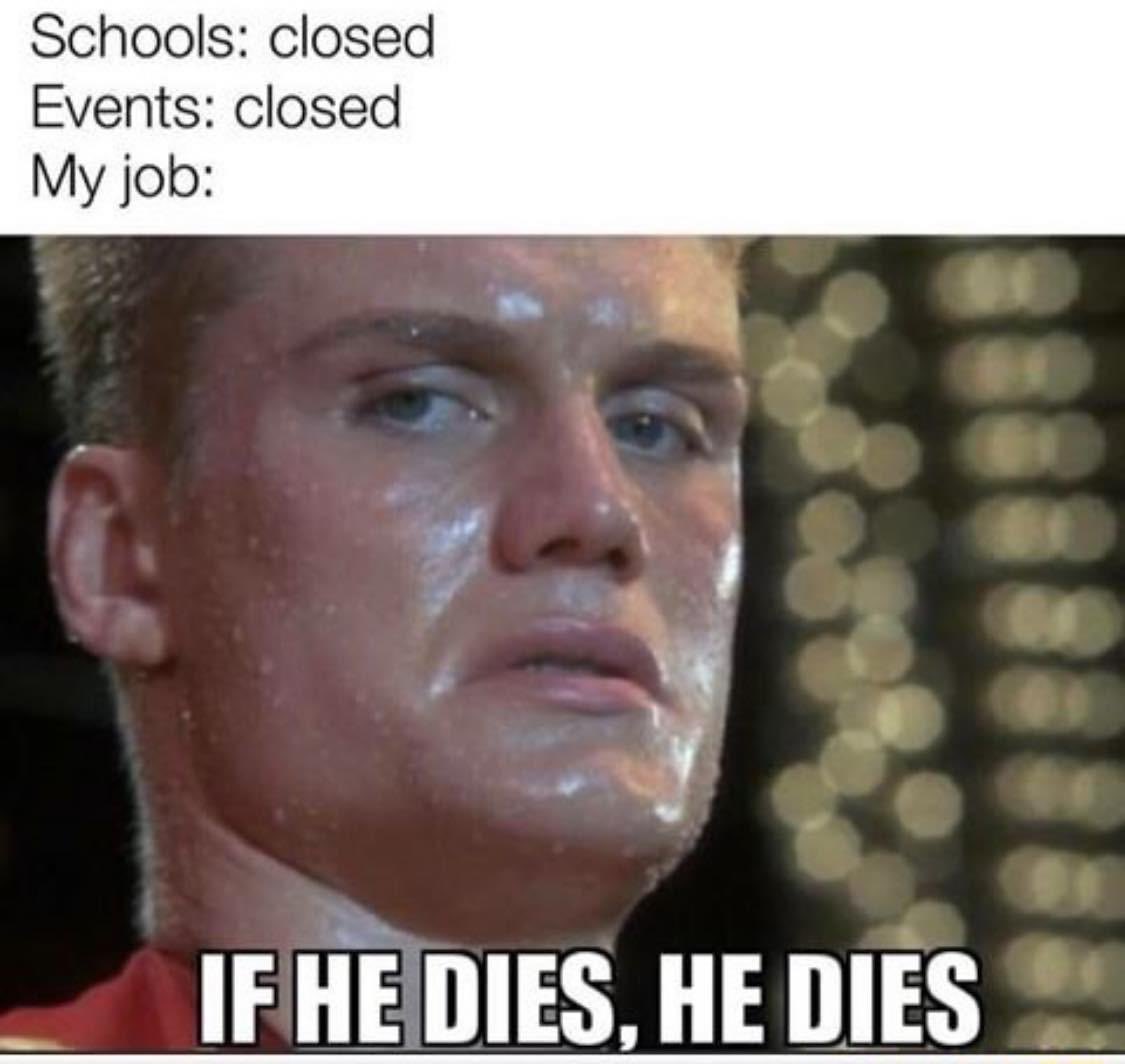 Schools: closed
Events: closed
My job:
IF HE DIES, HE DIES